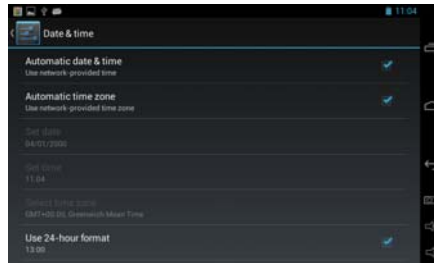 11:04
Date & time
Automatic date & time
Use network-provided time
Automatic time zone
Use network-provided time zone
Set date
04/01/2000
Set time
11:04
Select time zone
GMT+00:00, Greenwich Mean Time
Use 24-hour format
13:00